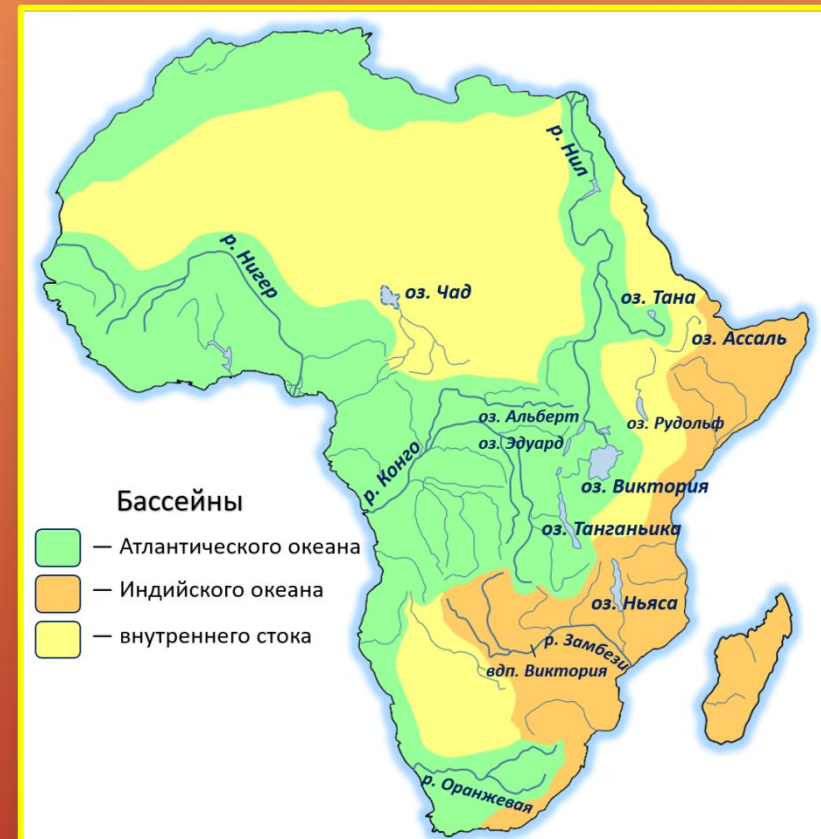 р. Нил
р. Нигер
оз. Чад
оз. Тана
оз. Ассаль
оз. Альберт
оз. Рудольф
оз. Эдуард
р. Конго
оз. Виктория
оз. Танганьика
Бассейны
— Атлантического океана
— Индийского океана
— внутреннего стока
оз. Ньяса
р. Замбези
вдп. Виктория
р. Оранжевая